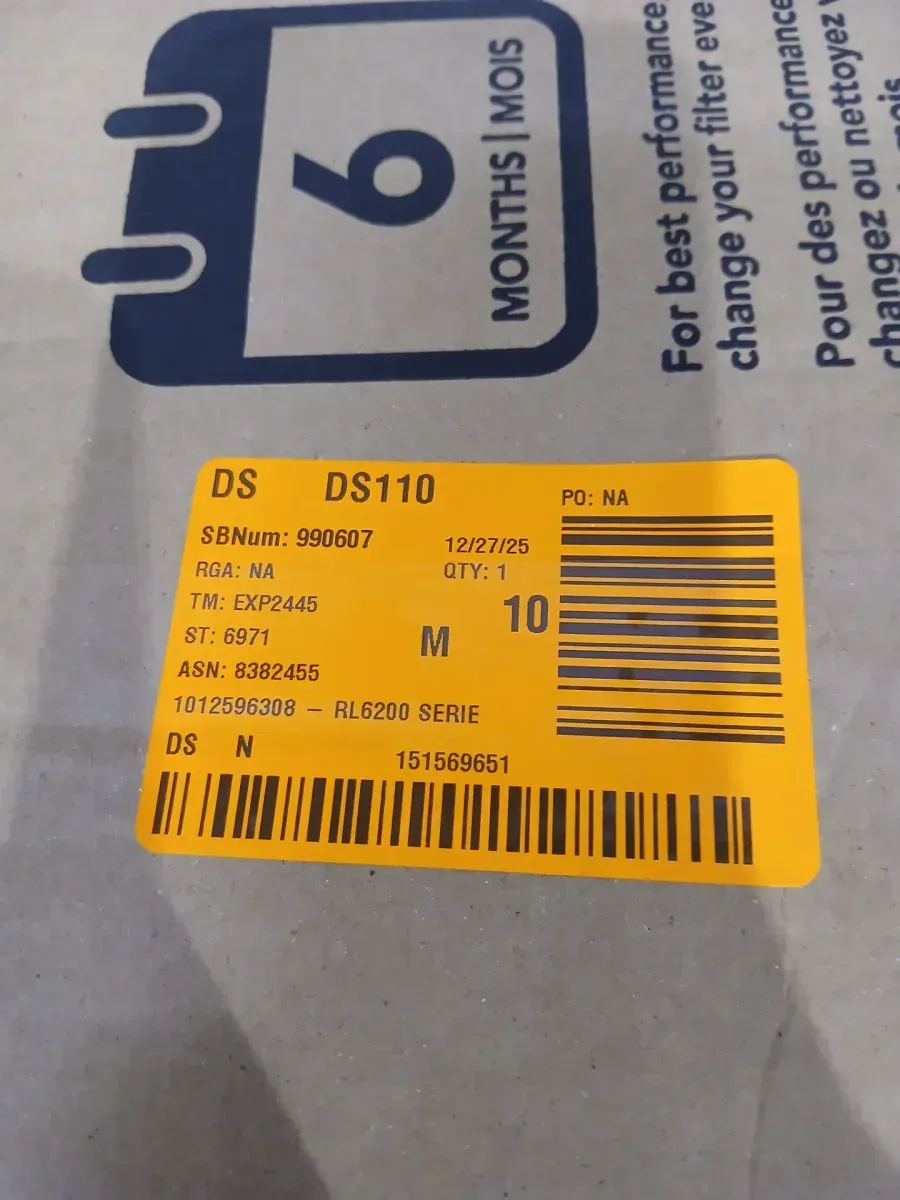 6
MONTHS | MOIS
For best performance,
change your filter eve
Pour des performance
changez ou nettoyez
mois
DS DS110
PO: NA
SBNum: 990607 12/27/25
RGA: NA QTY: 1
TM: EXP2445 10
ST: 6971 M
ASN: 8382455
1012596308 – RL6200 SERIE
DS N 151569651